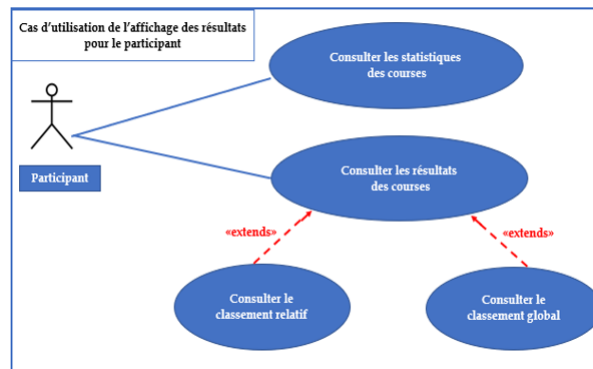 Cas d’utilisation de l’affichage des résultats
pour le participant
Consulter les statistiques
des courses
Participant
Consulter les résultats
des courses
«extends»
«extends»
Consulter le
classement relatif
Consulter le
classement global